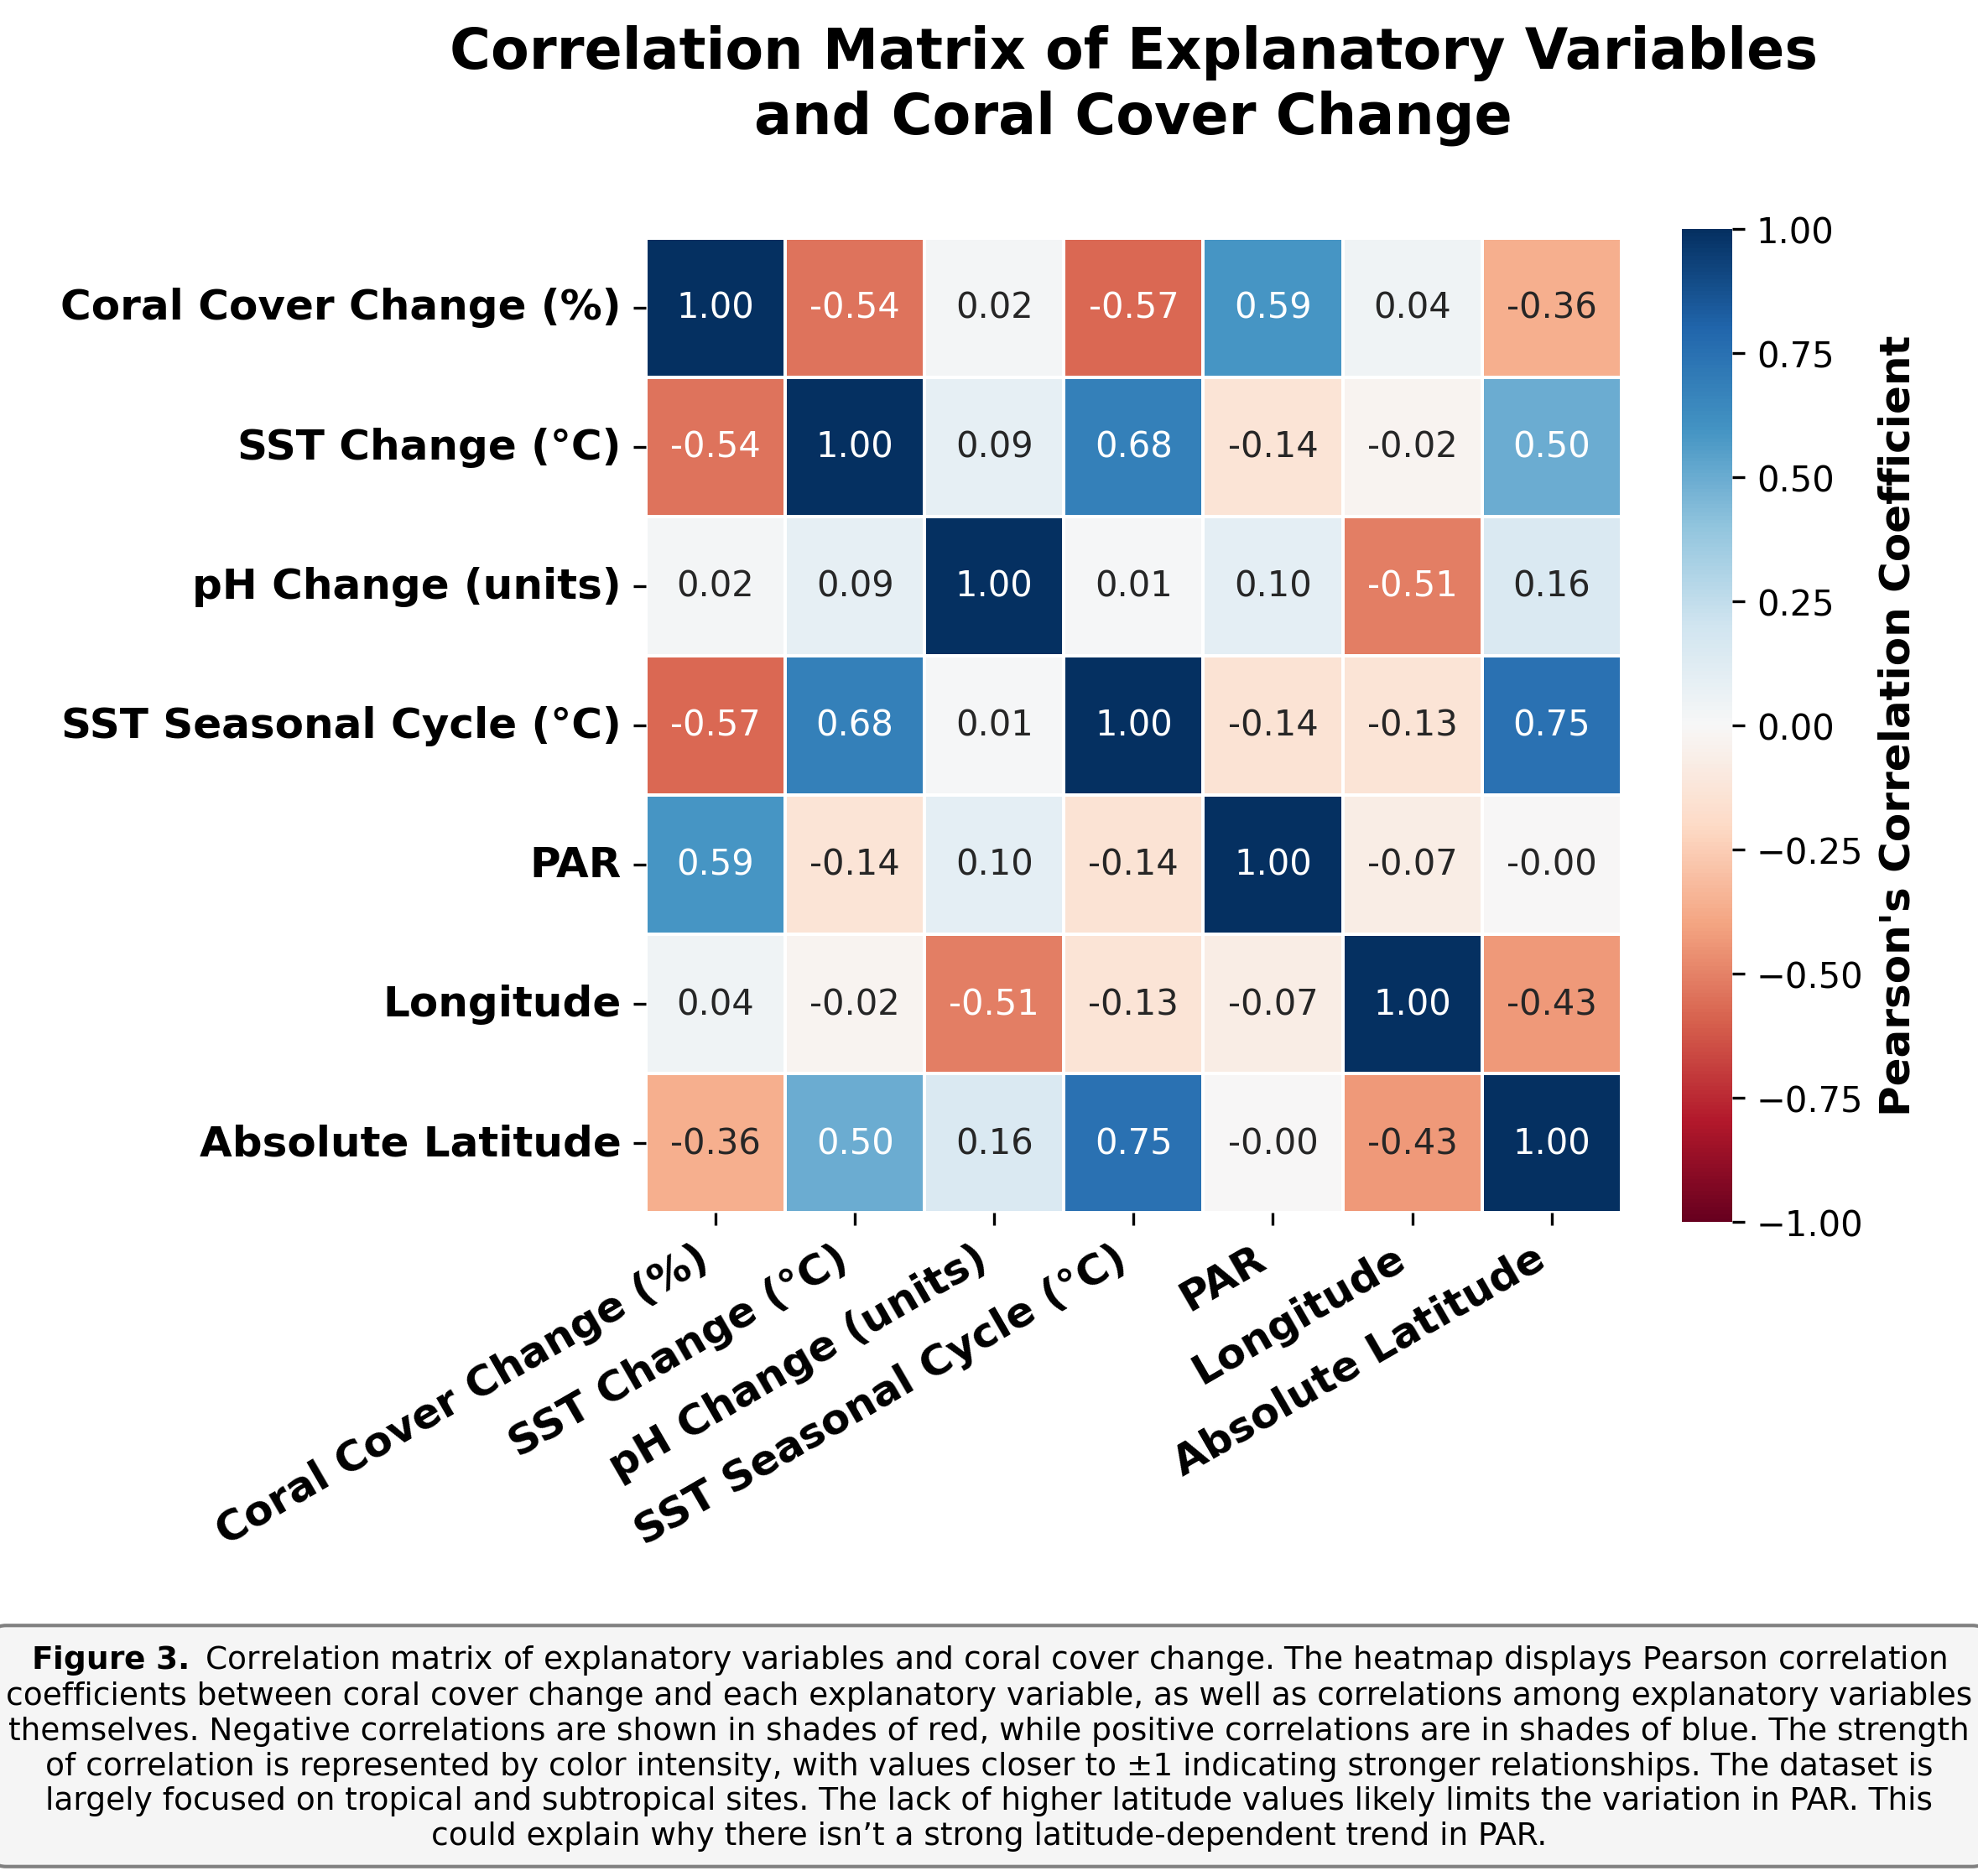 Correlation Matrix of Explanatory Variables
and Coral Cover Change
Coral Cover Change (%) 1.00 -0.54 0.02 -0.57 0.59 0.04 -0.36
SST Change (°C) -0.54 1.00 0.09 0.68 -0.14 -0.02 0.50
pH Change (units) 0.02 0.09 1.00 0.01 0.10 -0.51 0.16
SST Seasonal Cycle (°C) -0.57 0.68 0.01 1.00 -0.14 -0.13 0.75
PAR 0.59 -0.14 0.10 -0.14 1.00 -0.07 -0.00
Longitude 0.04 -0.02 -0.51 -0.13 -0.07 1.00 -0.43
Absolute Latitude -0.36 0.50 0.16 0.75 -0.00 -0.43 1.00
Coral Cover Change (%)
SST Change (°C)
pH Change (units)
SST Seasonal Cycle (°C)
PAR
Longitude
Absolute Latitude
1.00
0.75
0.50
0.25
0.00
−0.25
−0.50
−0.75
−1.00
Pearson's Correlation Coefficient
Figure 3. Correlation matrix of explanatory variables and coral cover change. The heatmap displays Pearson correlation
coefficients between coral cover change and each explanatory variable, as well as correlations among explanatory variables
themselves. Negative correlations are shown in shades of red, while positive correlations are in shades of blue. The strength
of correlation is represented by color intensity, with values closer to ±1 indicating stronger relationships. The dataset is
largely focused on tropical and subtropical sites. The lack of higher latitude values likely limits the variation in PAR. This
could explain why there isn’t a strong latitude-dependent trend in PAR.